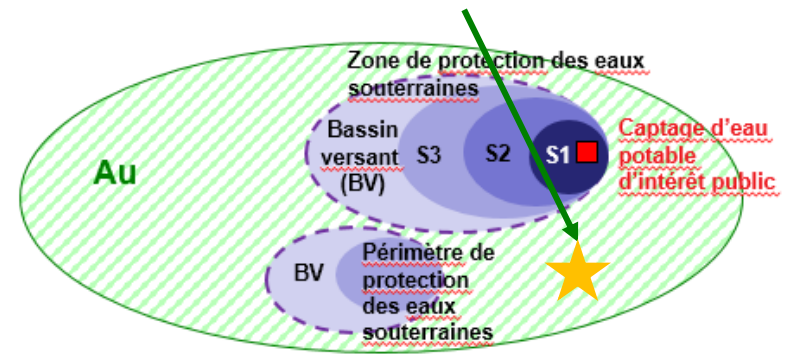 Zone de protection des eaux
souterraines
Bassin
versant
(BV)
S3
S2
S1
Captage d’eau
potable
d’intérêt public
Au
BV
Périmètre de
protection
des eaux
souterraines